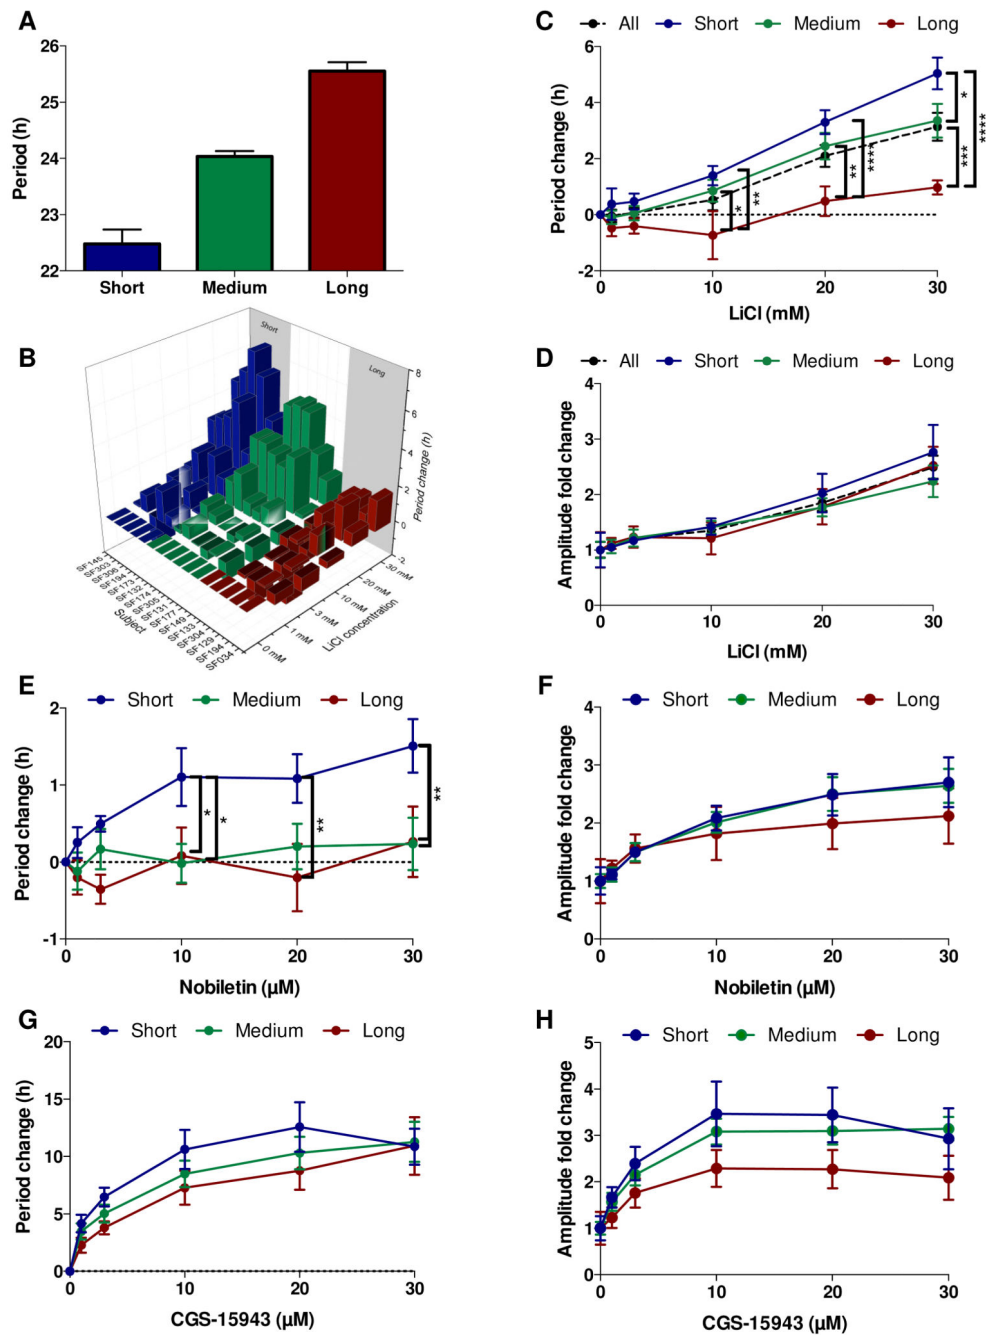 A
Period (h)
26
25
24
23
22
Short Medium Long
C
All Short Medium Long
Period change (h)
6
4
2
0
-2
* ** ** **** * *** ****
0 10 20 30
LiCl (mM)
B
Short
Long
8
6
4
2
0
-2
Period change (h)
SF145
SF303
SF306
SF194
SF173
SF132
SF174
SF305
SF131
SF177
SF149
SF133
SF304
SF129
SF194
SF034
Subject
0 mM
1 mM
3 mM
10 mM
20 mM
30 mM
LiCl concentration
D
All Short Medium Long
Amplitude fold change
4
3
2
1
0
0 10 20 30
LiCl (mM)
E
Short Medium Long
Period change (h)
2
1
0
-1
* * ** **
0 10 20 30
Nobiletin (µM)
F
Short Medium Long
Amplitude fold change
4
3
2
1
0
0 10 20 30
Nobiletin (µM)
G
Short Medium Long
Period change (h)
20
15
10
5
0
0 10 20 30
CGS-15943 (µM)
H
Short Medium Long
Amplitude fold change
5
4
3
2
1
0
0 10 20 30
CGS-15943 (µM)